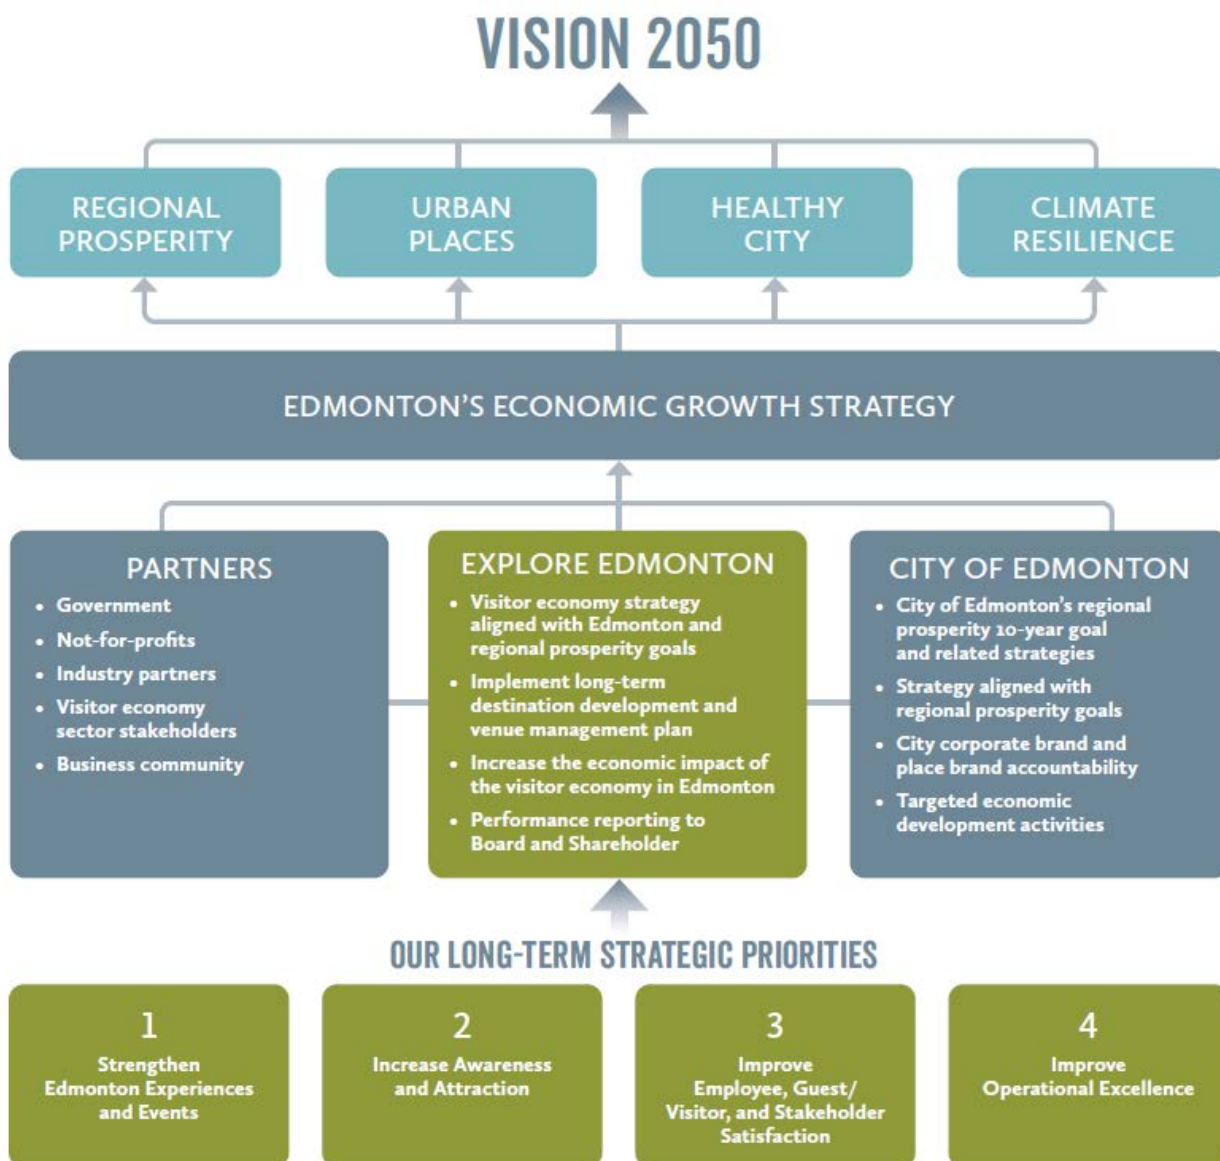 VISION 2050
REGIONAL
PROSPERITY
URBAN
PLACES
HEALTHY
CITY
CLIMATE
RESILIENCE
EDMONTON'S ECONOMIC GROWTH STRATEGY
PARTNERS
• Government
• Not-for-profits
• Industry partners
• Visitor economy
sector stakeholders
• Business community
EXPLORE EDMONTON
• Visitor economy strategy
aligned with Edmonton and
regional prosperity goals
• Implement long-term
destination development and
venue management plan
• Increase the economic impact of
the visitor economy in Edmonton
• Performance reporting to
Board and Shareholder
CITY OF EDMONTON
• City of Edmonton's regional
prosperity 10-year goal
and related strategies
• Strategy aligned with
regional prosperity goals
• City corporate brand and
place brand accountability
• Targeted economic
development activities
OUR LONG-TERM STRATEGIC PRIORITIES
1
Strengthen
Edmonton Experiences
and Events
2
Increase Awareness
and Attraction
3
Improve
Employee, Guest/
Visitor, and Stakeholder
Satisfaction
4
Improve
Operational Excellence